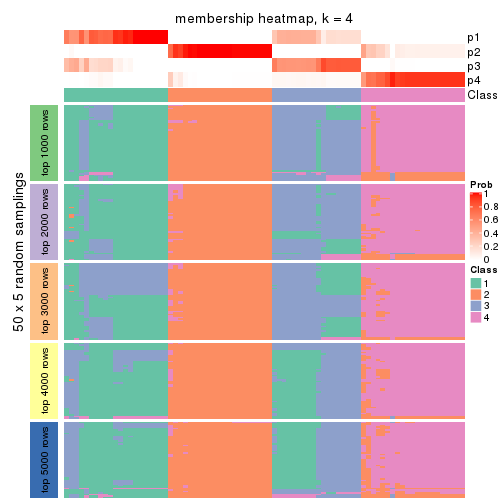 membership heatmap, k = 4
p1
p2
p3
p4
Class
50 x 5 random samplings
top 1000 rows
top 2000 rows
top 3000 rows
top 4000 rows
top 5000 rows
Prob
1
0.8
0.6
0.4
0.2
0
Class
1
2
3
4